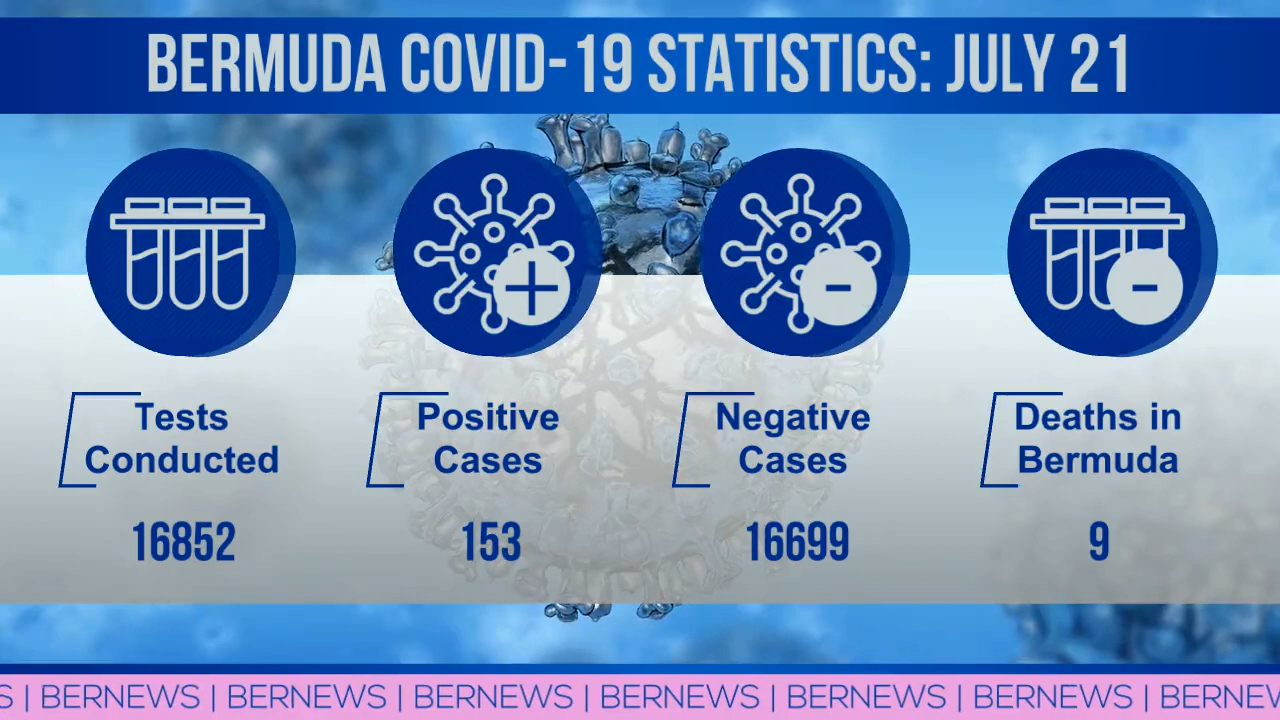 BERMUDA COVID-19 STATISTICS: JULY 21
Tests
Conducted
16852
Positive
Cases
153
Negative
Cases
16699
Deaths in
Bermuda
9
S | BERNEWS | BERNEWS | BERNEWS | BERNEWS | BERNEWS | BERNEWS | BERNEW